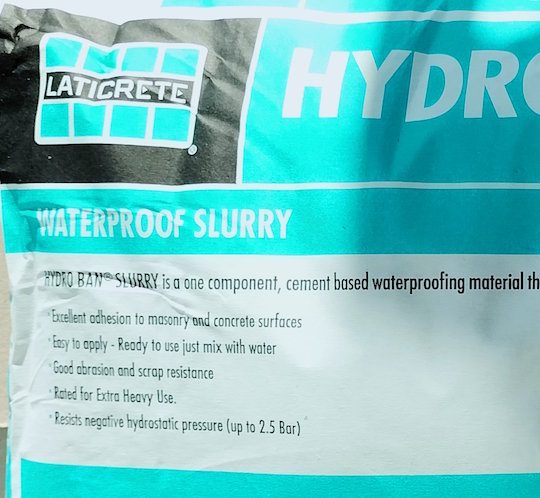 LATICRETE
®
HYDRO
WATERPROOF SLURRY
HYDRO BAN® SLURRY is a one component, cement based waterproofing material th
· Excellent adhesion to masonry and concrete surfaces
· Easy to apply - Ready to use just mix with water
· Good abrasion and scrap resistance
· Rated for Extra Heavy Use.
· Resists negative hydrostatic pressure (up to 2.5 Bar)